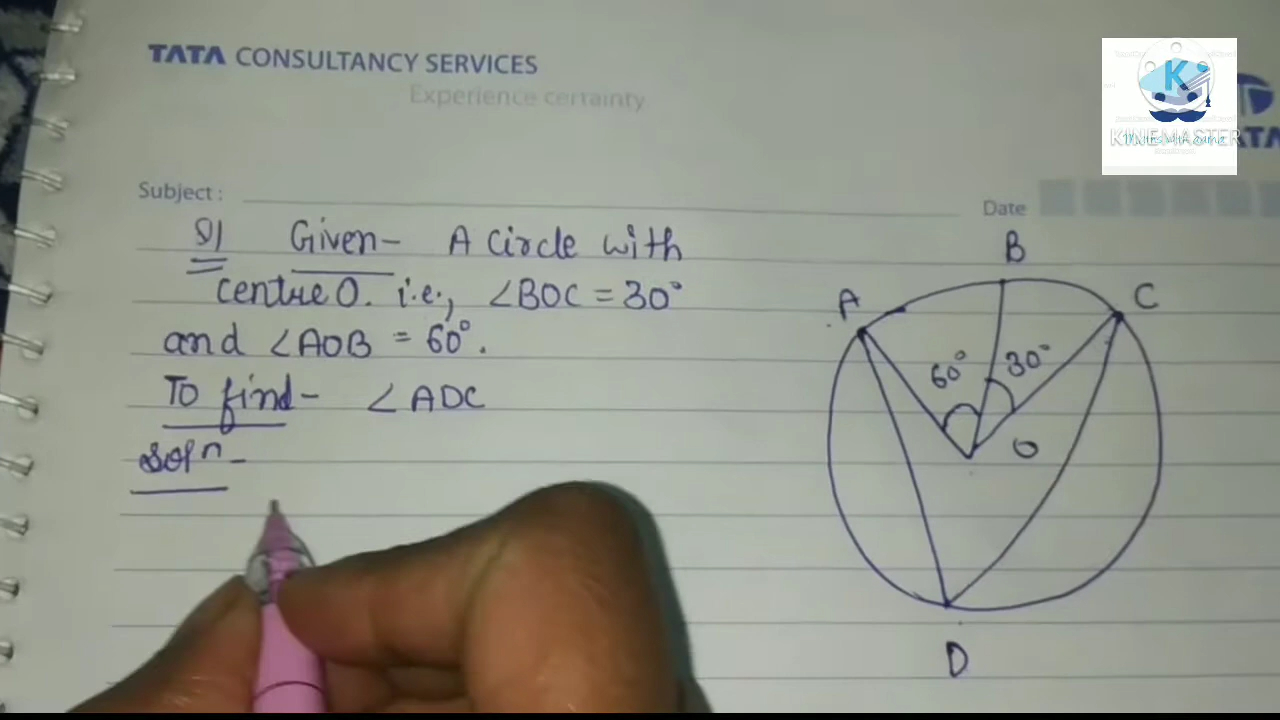 TATA CONSULTANCY SERVICES
Experience certainty
TATA
KINEMASTER
Subject :
Date
Q1 Given- A circle with
centre O. i.e., ∠BOC = 30°
and ∠AOB = 60°.
To find- ∠ADC
Solⁿ-
B
A
C
60°
30°
O
D